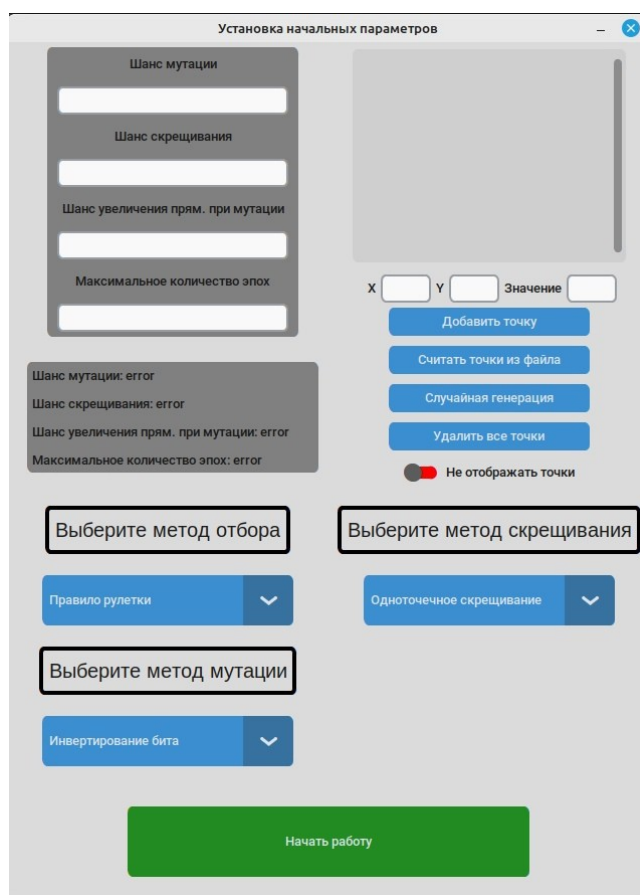 Установка начальных параметров
Шанс мутации
Шанс скрещивания
Шанс увеличения прям. при мутации
Максимальное количество эпох
X
Y
Значение
Добавить точку
Считать точки из файла
Случайная генерация
Удалить все точки
Не отображать точки
Шанс мутации: error
Шанс скрещивания: error
Шанс увеличения прям. при мутации: error
Максимальное количество эпох: error
Выберите метод отбора
Правило рулетки
Выберите метод скрещивания
Одноточечное скрещивание
Выберите метод мутации
Инвертирование бита
Начать работу